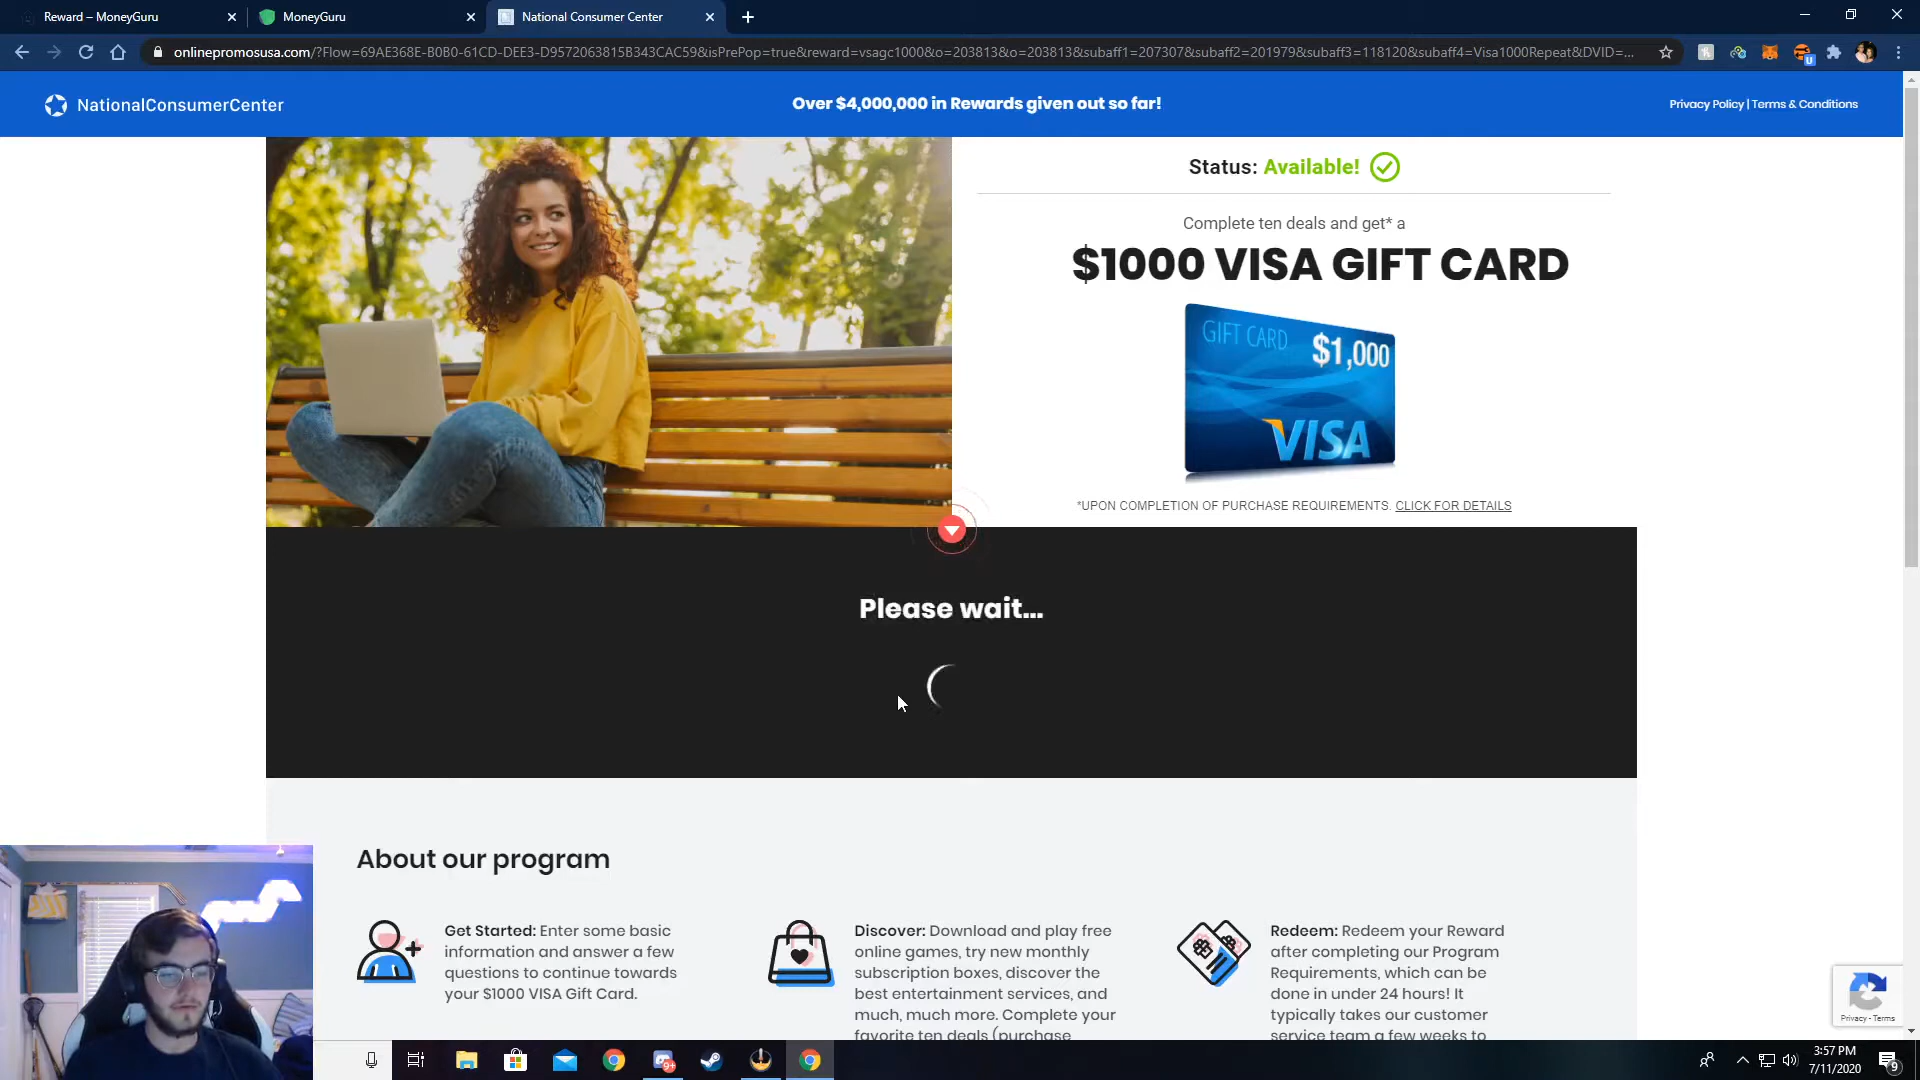 Reward – MoneyGuru
MoneyGuru
National Consumer Center
onlinepromosusa.com/?Flow=69AE368E-B0B0-61CD-DEE3-D9572063815B343CAC59&isPrePop=true&reward=vsagc1000&o=203813&o=203813&subaff1=207307&subaff2=201979&subaff3=118120&subaff4=Visa1000Repeat&DVID=...
NationalConsumerCenter
Over $4,000,000 in Rewards given out so far!
Privacy Policy | Terms & Conditions
Status: Available!
Complete ten deals and get* a
$1000 VISA GIFT CARD
GIFT CARD
$1,000
VISA
*UPON COMPLETION OF PURCHASE REQUIREMENTS. CLICK FOR DETAILS
Please wait...
About our program
Get Started: Enter some basic
information and answer a few
questions to continue towards
your $1000 VISA Gift Card.
Discover: Download and play free
online games, try new monthly
subscription boxes, discover the
best entertainment services, and
much, much more. Complete your
favorite ten deals (purchase
Redeem: Redeem your Reward
after completing our Program
Requirements, which can be
done in under 24 hours! It
typically takes our customer
service team a few weeks to
Privacy - Terms
9+
3:57 PM
7/11/2020
9